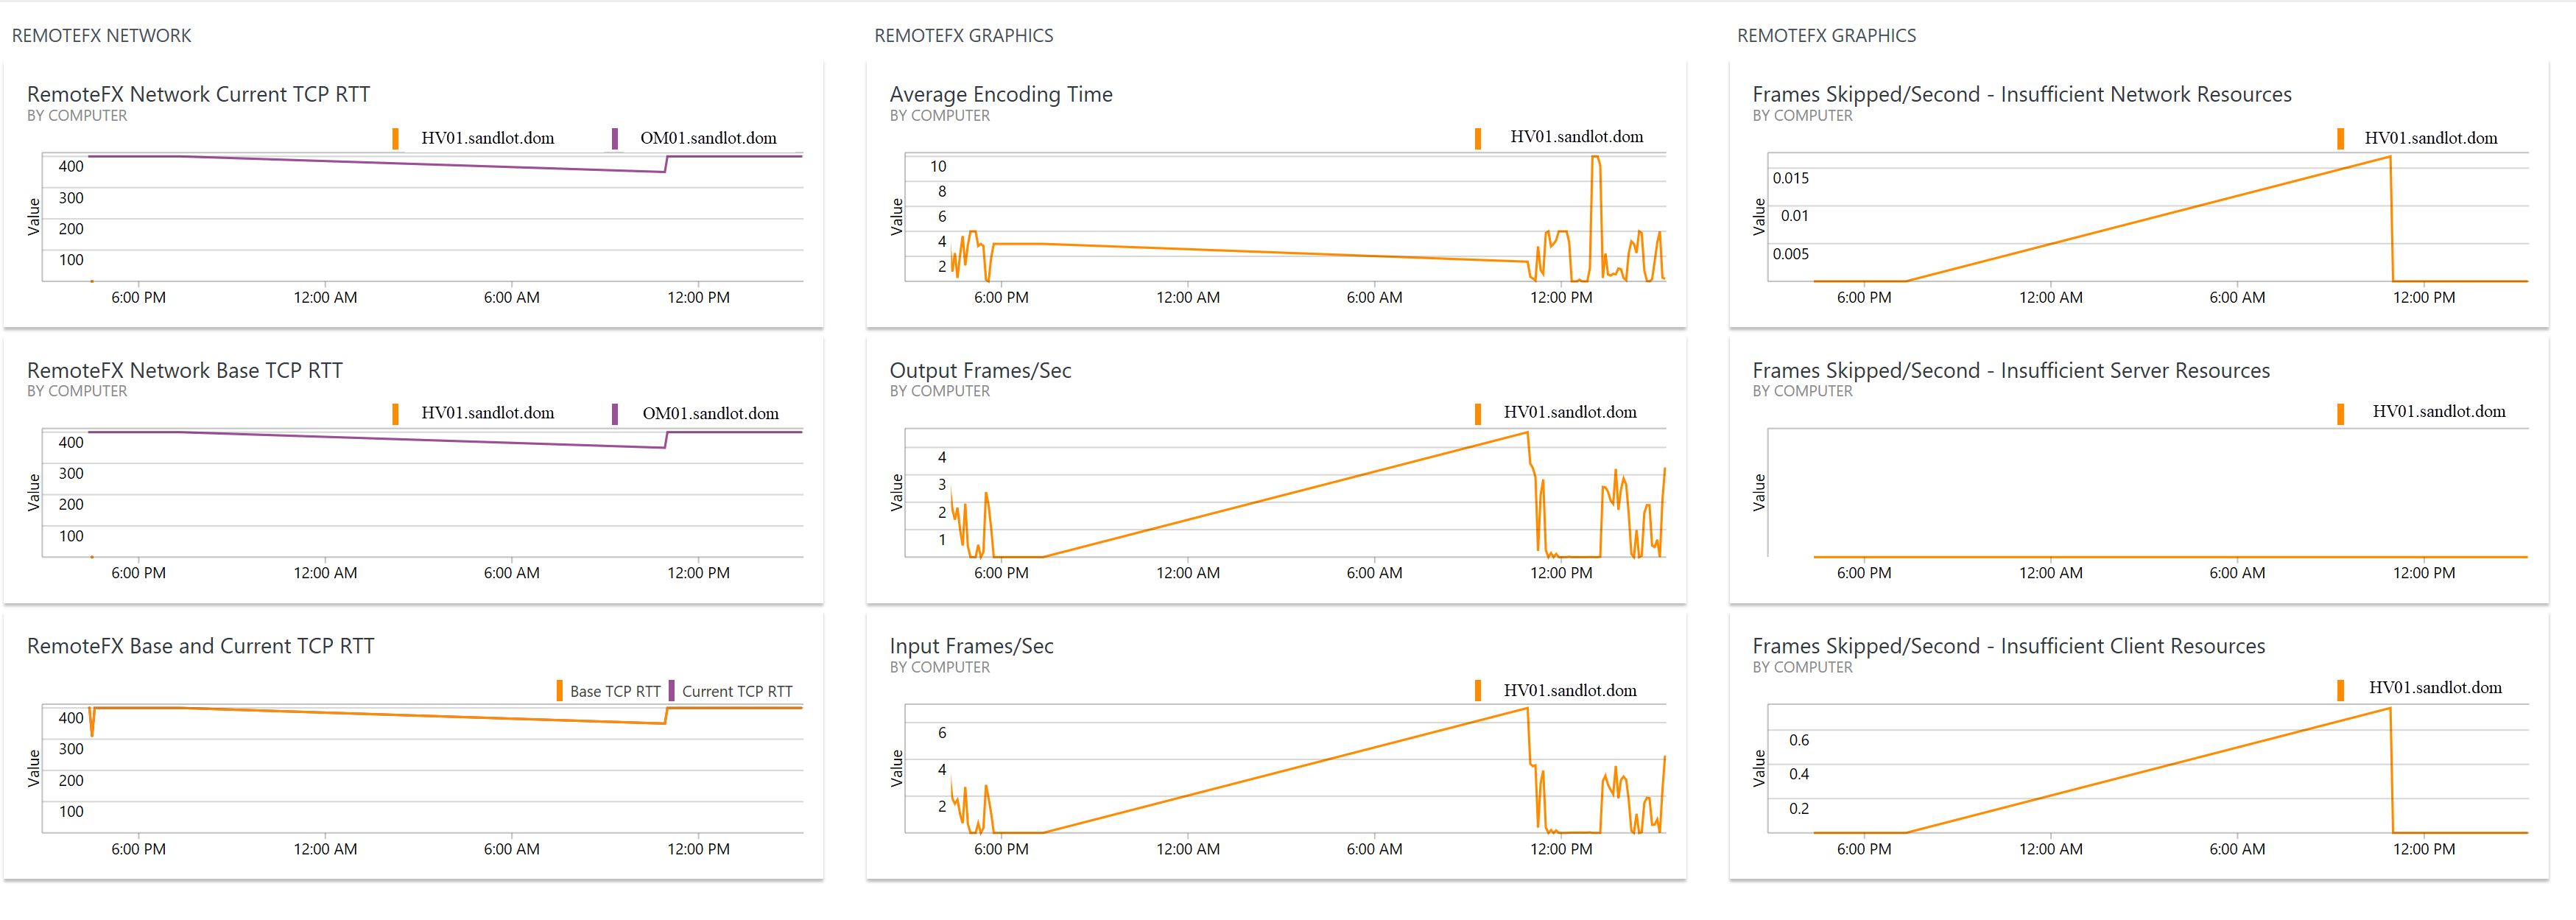 REMOTEFX NETWORK
RemoteFX Network Current TCP RTT
BY COMPUTER
HV01.sandlot.dom OM01.sandlot.dom
400
300
200
100
Value
6:00 PM 12:00 AM 6:00 AM 12:00 PM
RemoteFX Network Base TCP RTT
BY COMPUTER
HV01.sandlot.dom OM01.sandlot.dom
400
300
200
100
Value
6:00 PM 12:00 AM 6:00 AM 12:00 PM
RemoteFX Base and Current TCP RTT
Base TCP RTT Current TCP RTT
400
300
200
100
Value
6:00 PM 12:00 AM 6:00 AM 12:00 PM
REMOTEFX GRAPHICS
Average Encoding Time
BY COMPUTER
HV01.sandlot.dom
10
8
6
4
2
Value
6:00 PM 12:00 AM 6:00 AM 12:00 PM
Output Frames/Sec
BY COMPUTER
HV01.sandlot.dom
4
3
2
1
Value
6:00 PM 12:00 AM 6:00 AM 12:00 PM
Input Frames/Sec
BY COMPUTER
HV01.sandlot.dom
6
4
2
Value
6:00 PM 12:00 AM 6:00 AM 12:00 PM
REMOTEFX GRAPHICS
Frames Skipped/Second - Insufficient Network Resources
BY COMPUTER
HV01.sandlot.dom
0.015
0.01
0.005
Value
6:00 PM 12:00 AM 6:00 AM 12:00 PM
Frames Skipped/Second - Insufficient Server Resources
BY COMPUTER
HV01.sandlot.dom
Value
6:00 PM 12:00 AM 6:00 AM 12:00 PM
Frames Skipped/Second - Insufficient Client Resources
BY COMPUTER
HV01.sandlot.dom
0.6
0.4
0.2
Value
6:00 PM 12:00 AM 6:00 AM 12:00 PM